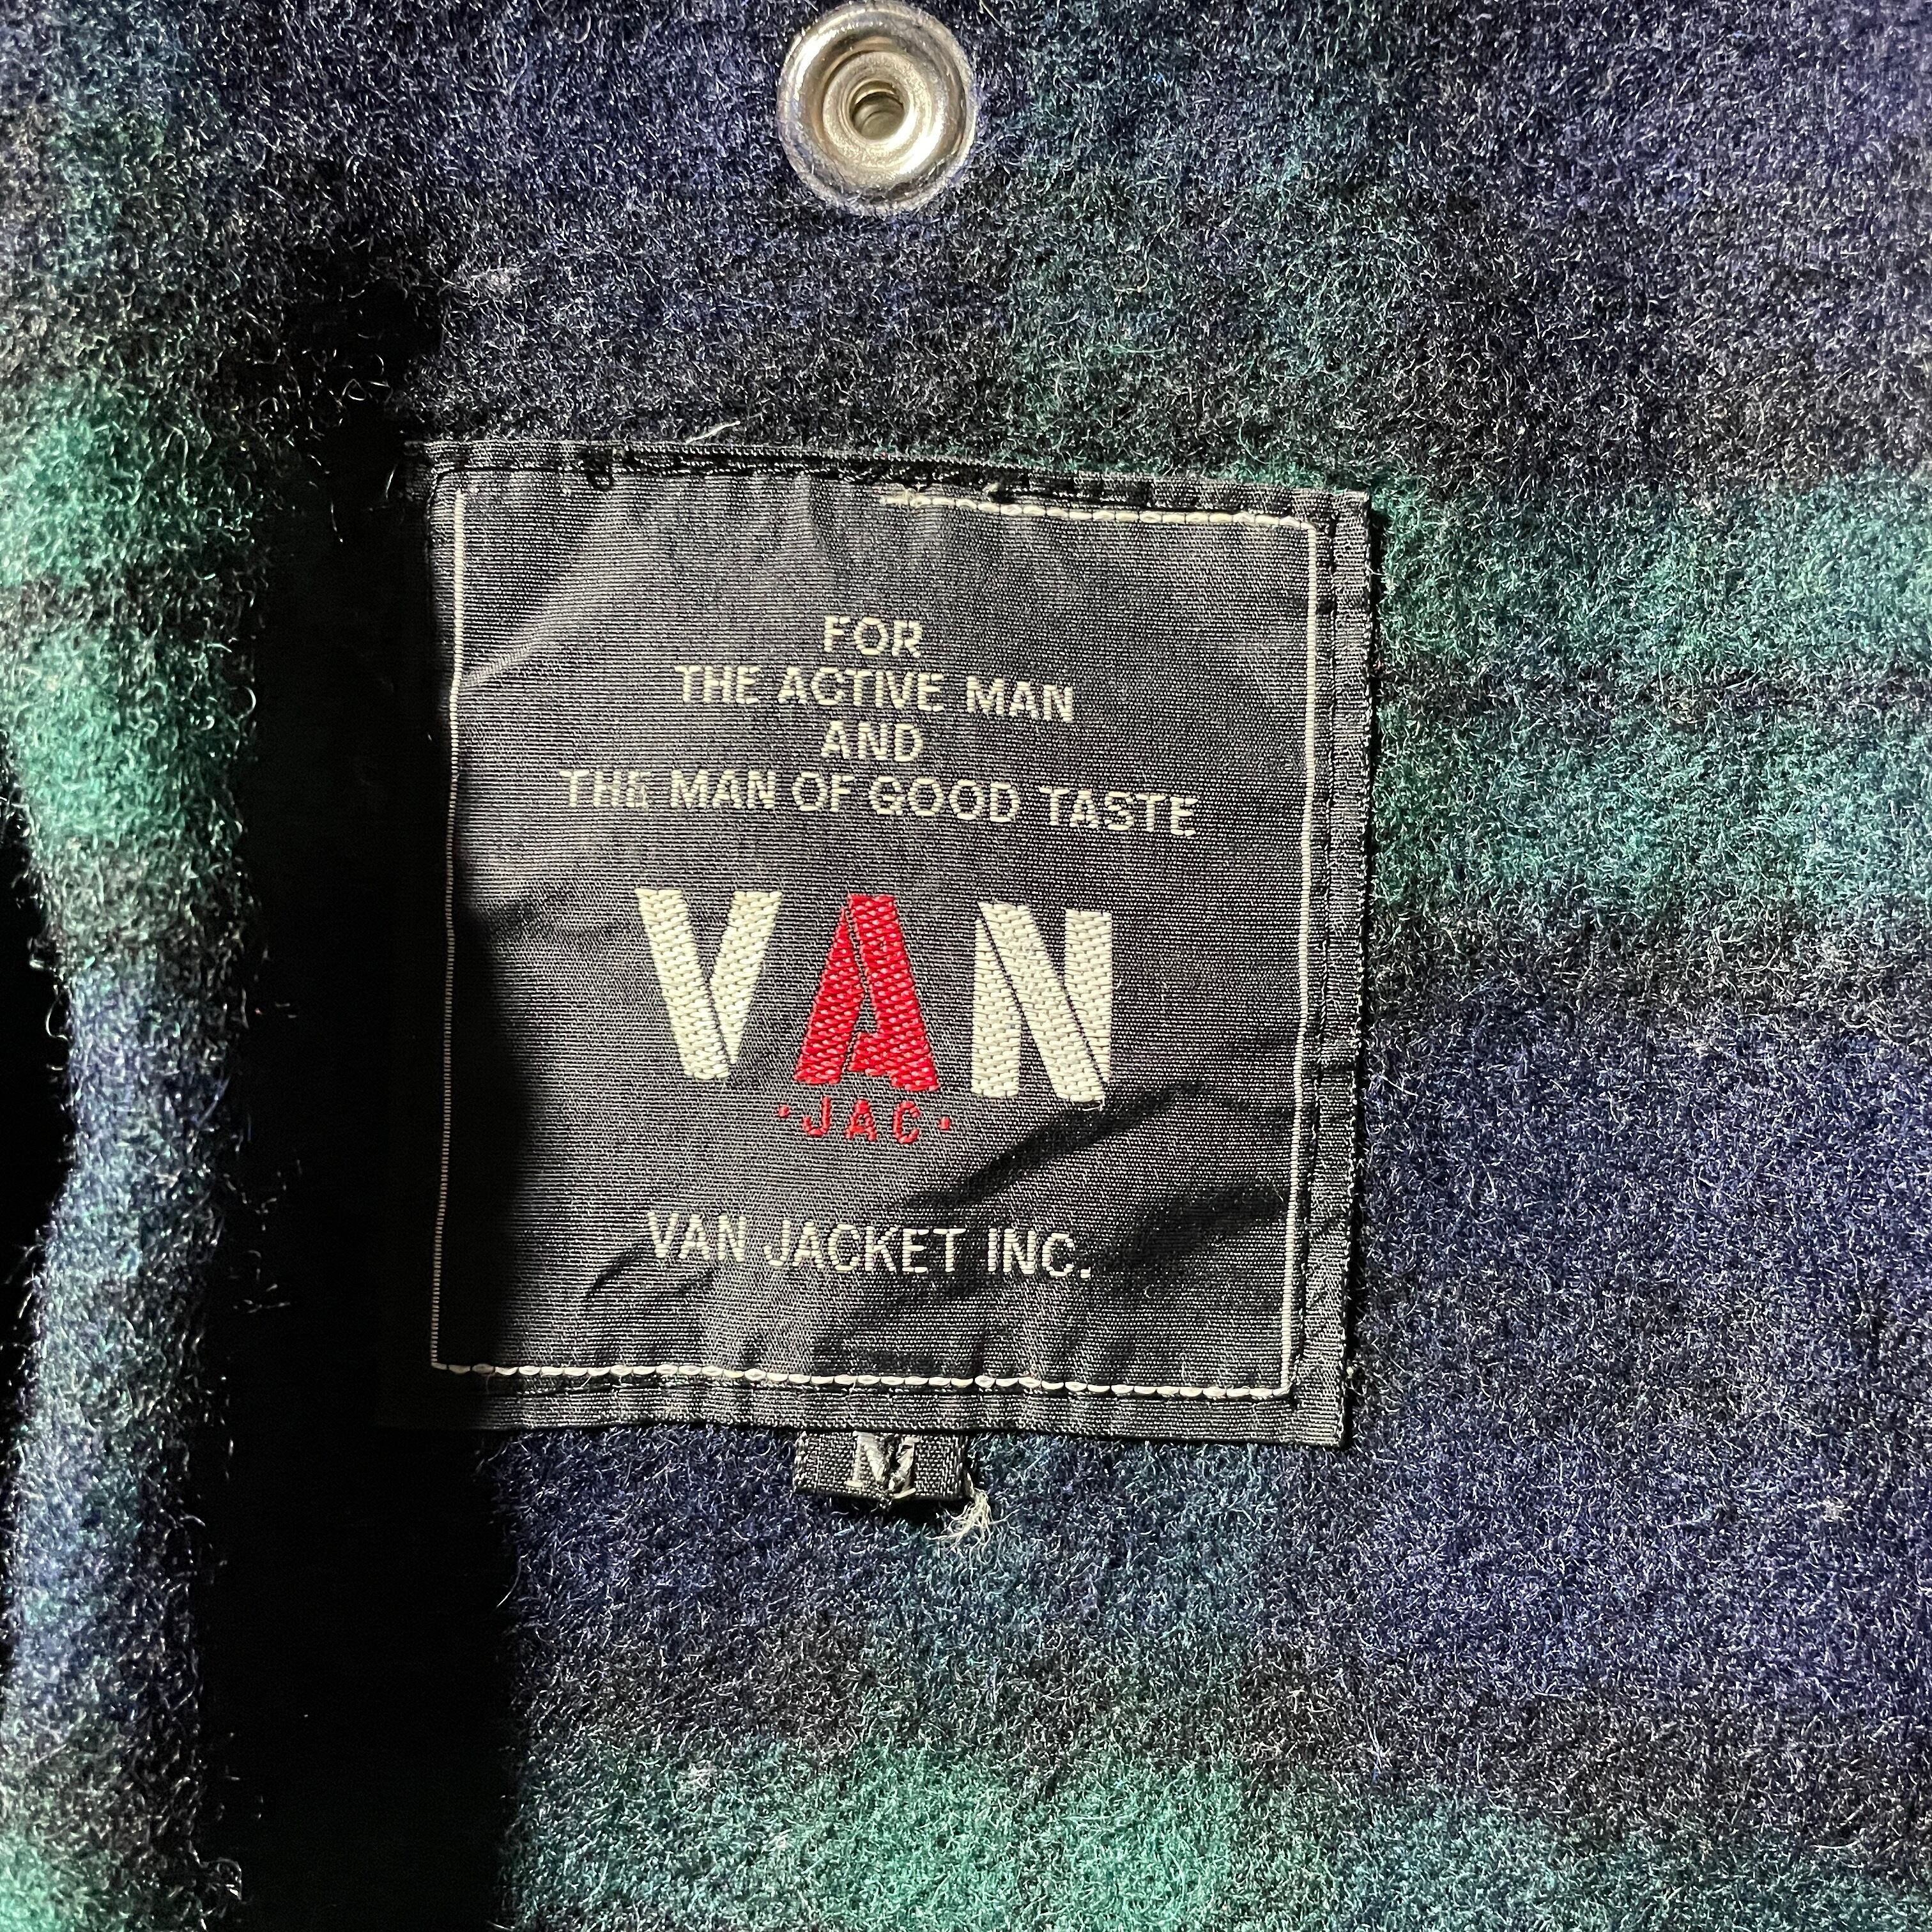 FOR
THE ACTIVE MAN
AND
THE MAN OF GOOD TASTE
VAN
·JAC·
VAN JACKET INC.
M